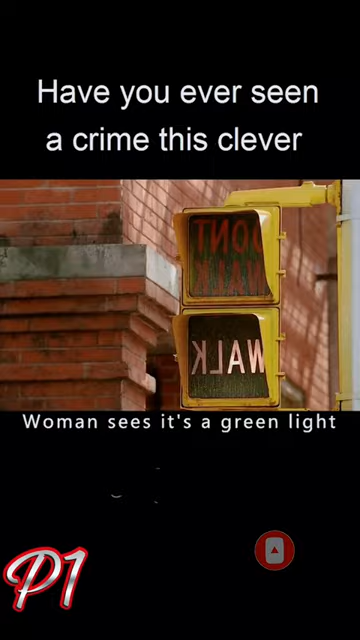 Have you ever seen
a crime this clever
DONT
WALK
WALK
Woman sees it's a green light
P1